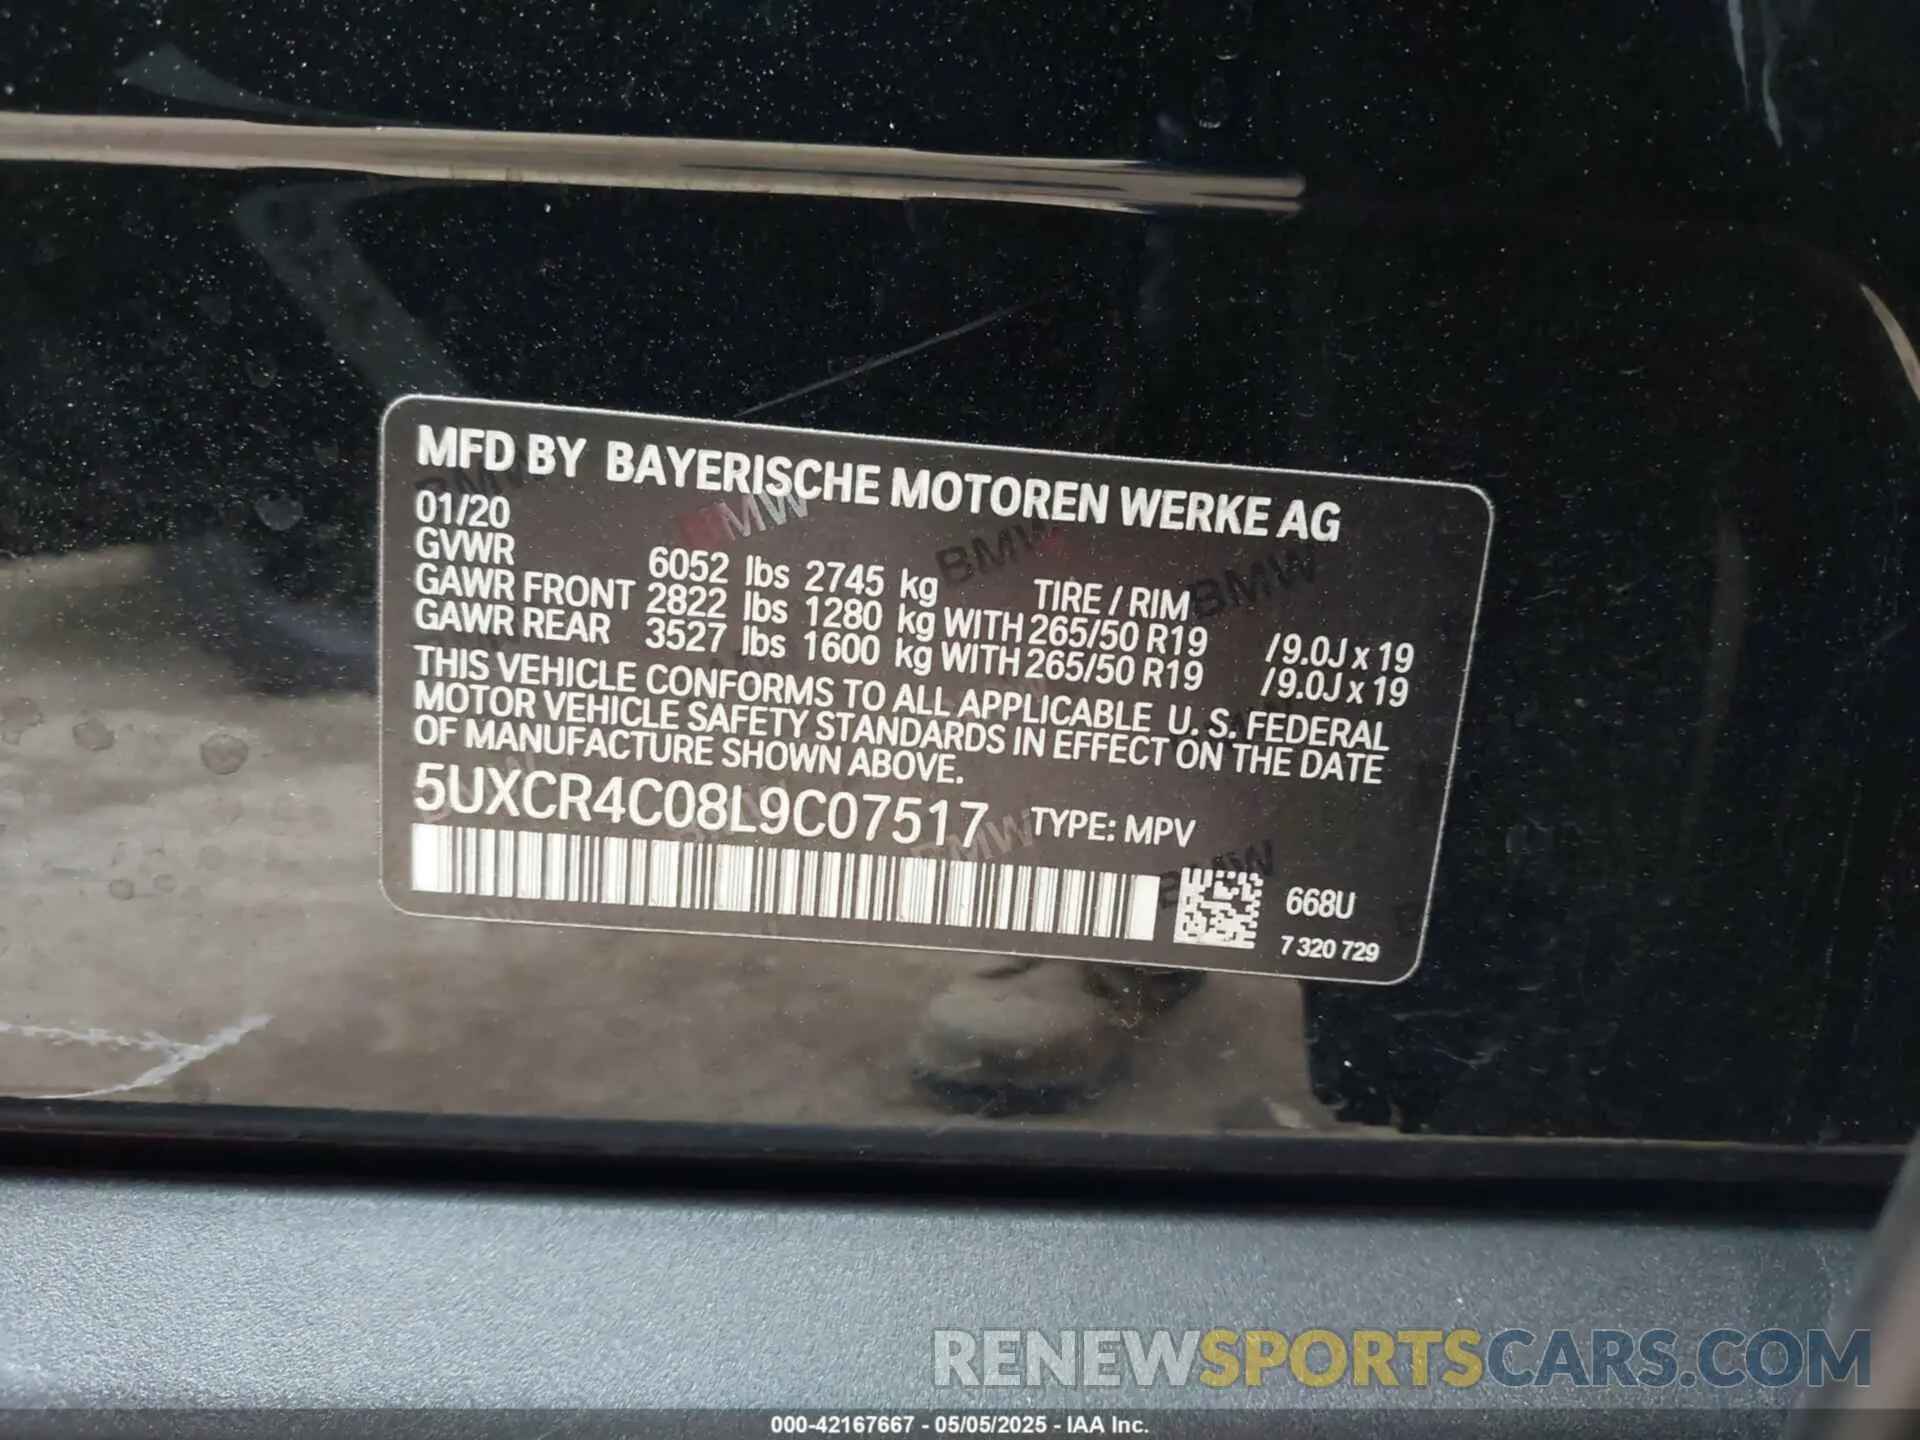 MFD BY BAYERISCHE MOTOREN WERKE AG
01/20
GVWR 6052 lbs 2745 kg TIRE / RIM
GAWR FRONT 2822 lbs 1280 kg WITH 265/50 R19 /9.0J x 19
GAWR REAR 3527 lbs 1600 kg WITH 265/50 R19 /9.0J x 19
THIS VEHICLE CONFORMS TO ALL APPLICABLE U. S. FEDERAL
MOTOR VEHICLE SAFETY STANDARDS IN EFFECT ON THE DATE
OF MANUFACTURE SHOWN ABOVE.
5UXCR4C08L9C07517 TYPE: MPV
668U
7 320 729
RENEWSPORTSCARS.COM
000-42167667 - 05/05/2025 - IAA Inc.